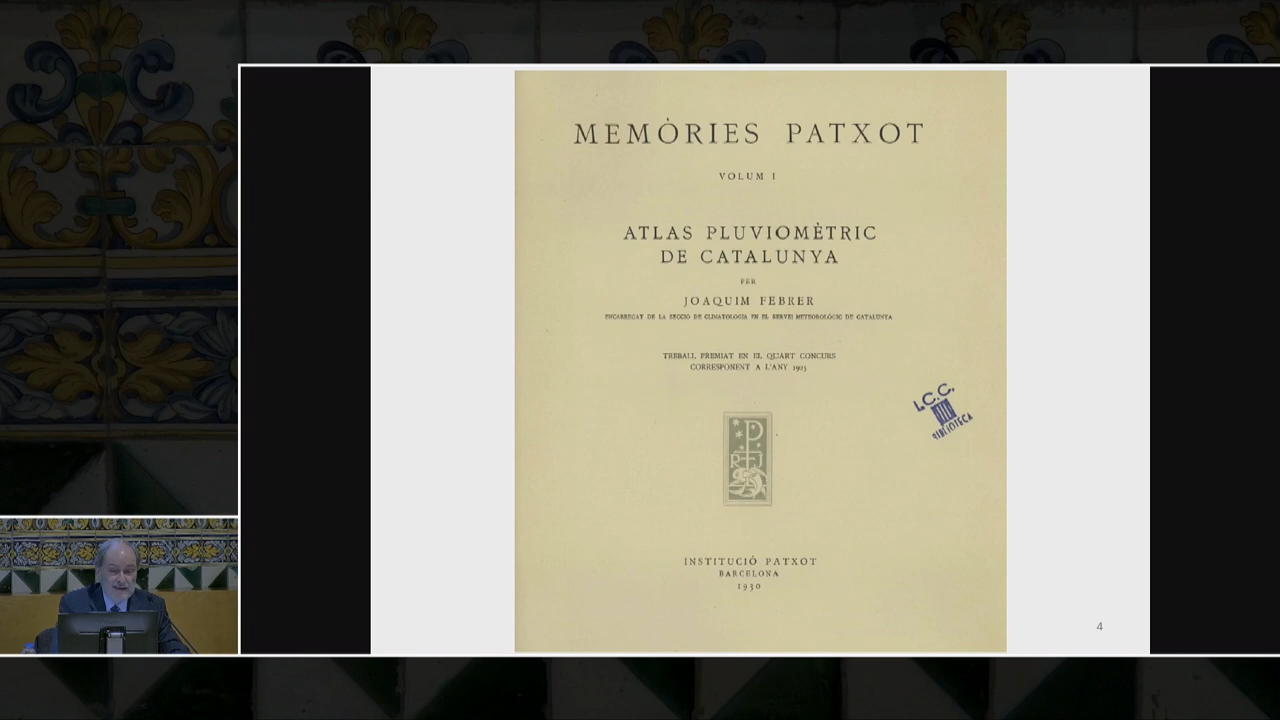 MEMÒRIES PATXOT
VOLUM I
ATLAS PLUVIOMÈTRIC
DE CATALUNYA
PER
JOAQUIM FEBRER
ENCARREGAT DE LA SECCIÓ DE CLIMATOLOGIA EN EL SERVEI METEOROLÒGIC DE CATALUNYA
TREBALL PREMIAT EN EL QUART CONCURS
CORRESPONENT A L'ANY 1925
I.C.C.
BIBLIOTECA
P
R F J
INSTITUCIÓ PATXOT
BARCELONA
1930
4